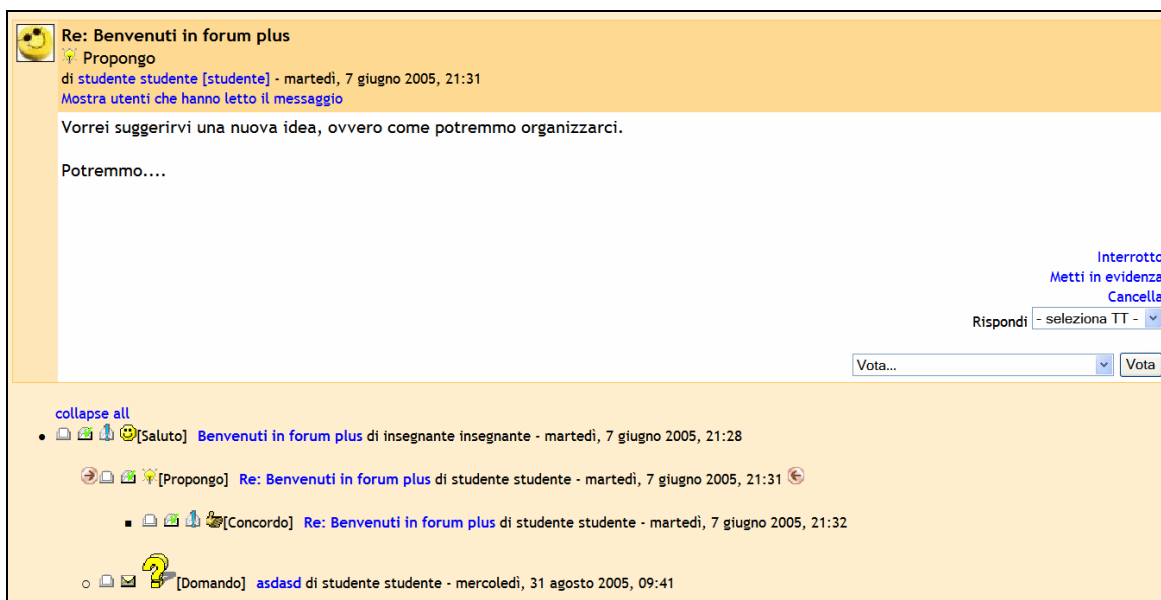 Re: Benvenuti in forum plus
Propongo
di studente studente [studente] - martedì, 7 giugno 2005, 21:31
Mostra utenti che hanno letto il messaggio
Vorrei suggerirvi una nuova idea, ovvero come potremmo organizzarci.
Potremmo....
Interrotto
Metti in evidenza
Cancella
Rispondi - seleziona TT -
Vota... Vota
collapse all
[Saluto] Benvenuti in forum plus di insegnante insegnante - martedì, 7 giugno 2005, 21:28
[Propongo] Re: Benvenuti in forum plus di studente studente - martedì, 7 giugno 2005, 21:31
[Concordo] Re: Benvenuti in forum plus di studente studente - martedì, 7 giugno 2005, 21:32
[Domando] asdasd di studente studente - mercoledì, 31 agosto 2005, 09:41